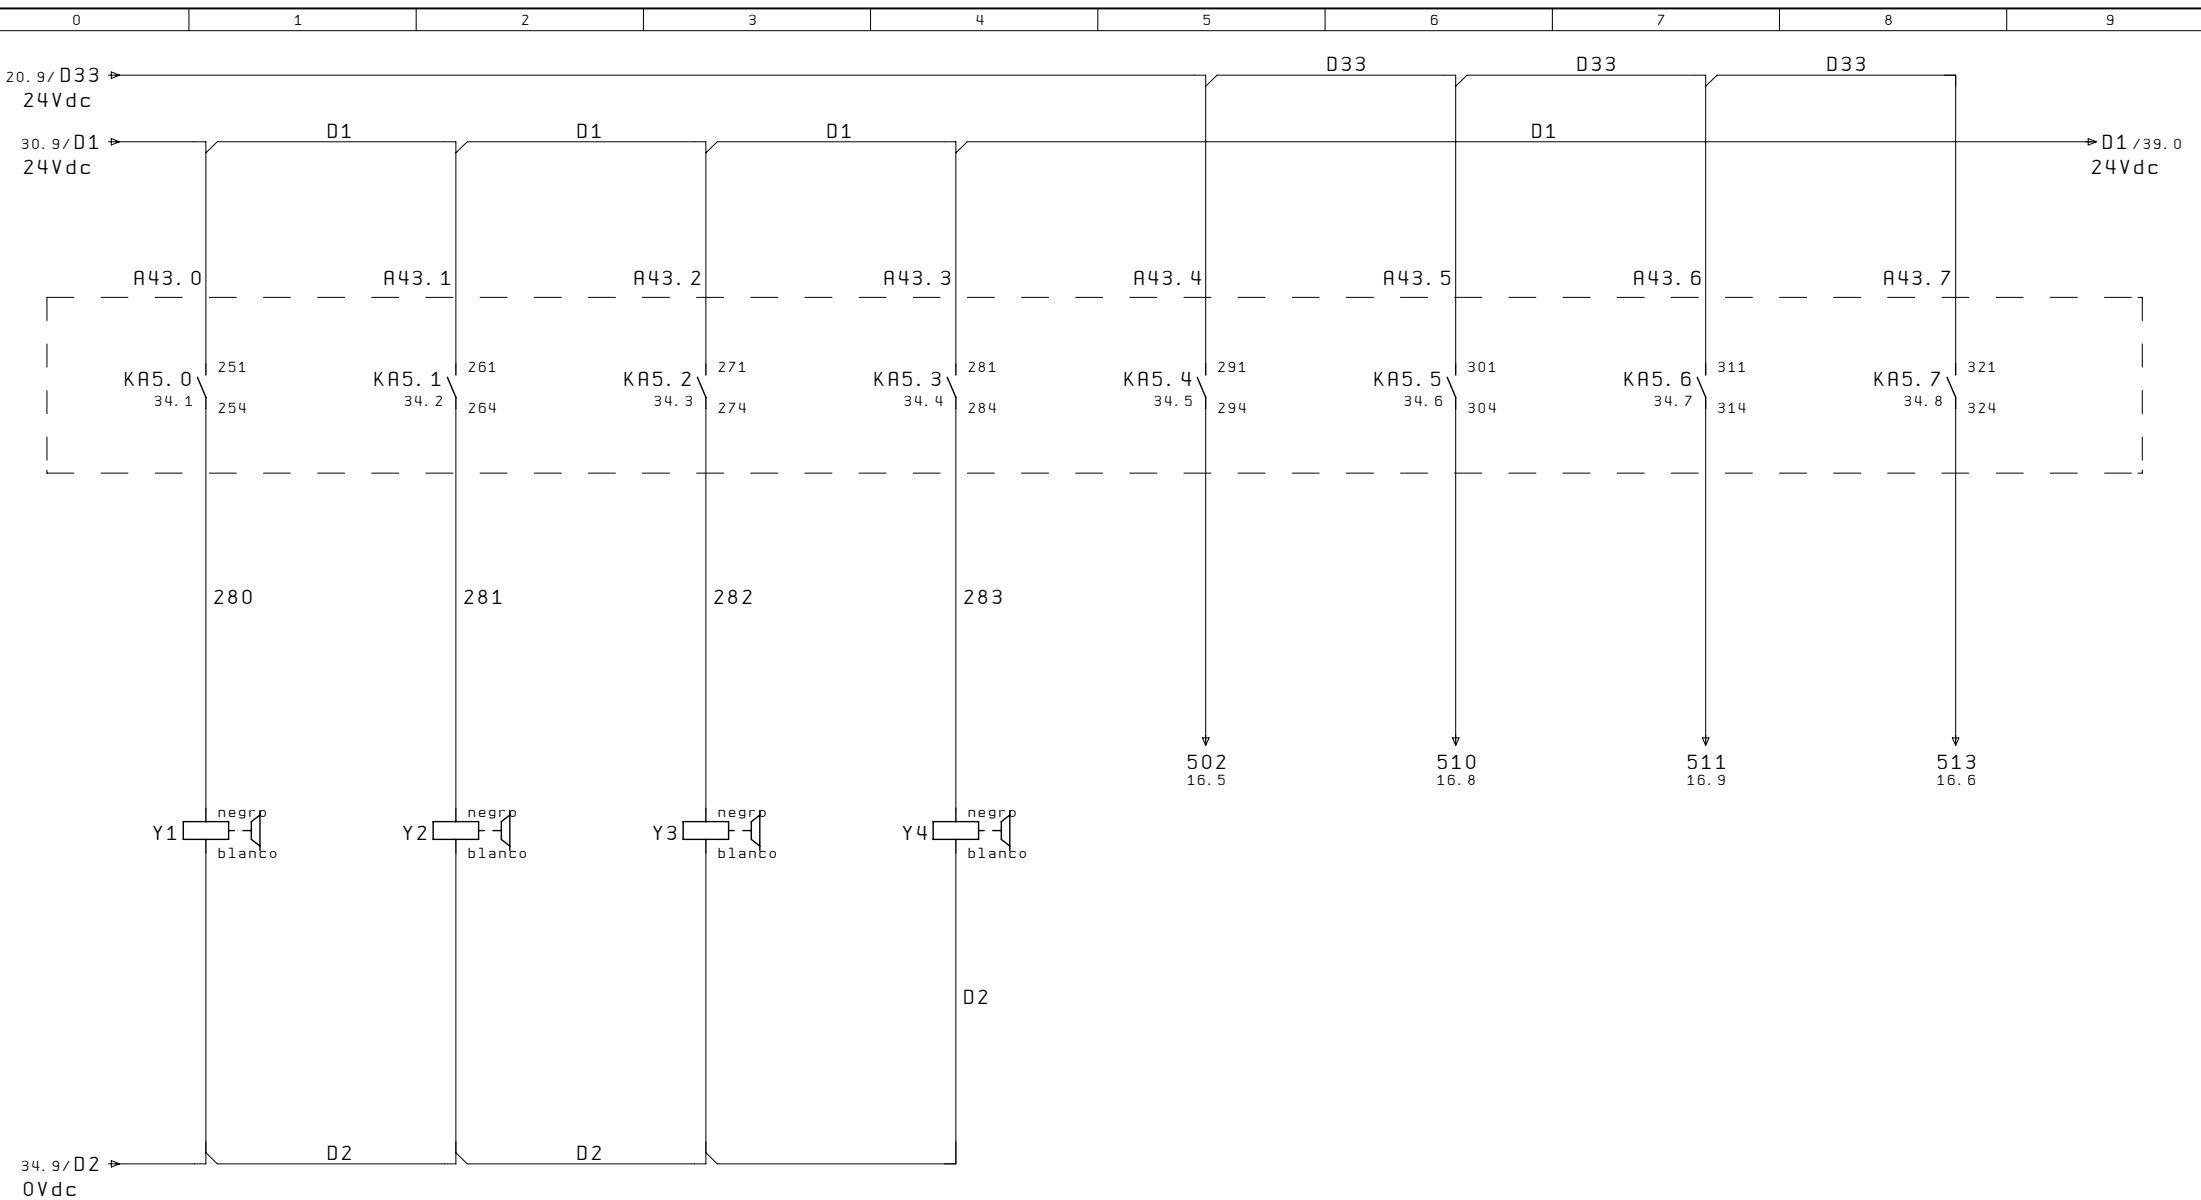 0 1 2 3 4 5 6 7 8 9
D33 D33 D33
20.9/D33
24Vdc
D1 D1 D1 D1
30.9/D1 D1/39.0
24Vdc 24Vdc
A43.0 A43.1 A43.2 A43.3 A43.4 A43.5 A43.6 A43.7
251 261 271 281 291 301 311 321
KA5.0 KA5.1 KA5.2 KA5.3 KA5.4 KA5.5 KA5.6 KA5.7
34.1 34.2 34.3 34.4 34.5 34.6 34.7 34.8
254 264 274 284 294 304 314 324
280 281 282 283
502 510 511 513
16.5 16.8 16.9 16.6
negro negro negro negro
Y1 Y2 Y3 Y4
blanco blanco blanco blanco
D2
D2 D2
34.9/D2
0Vdc